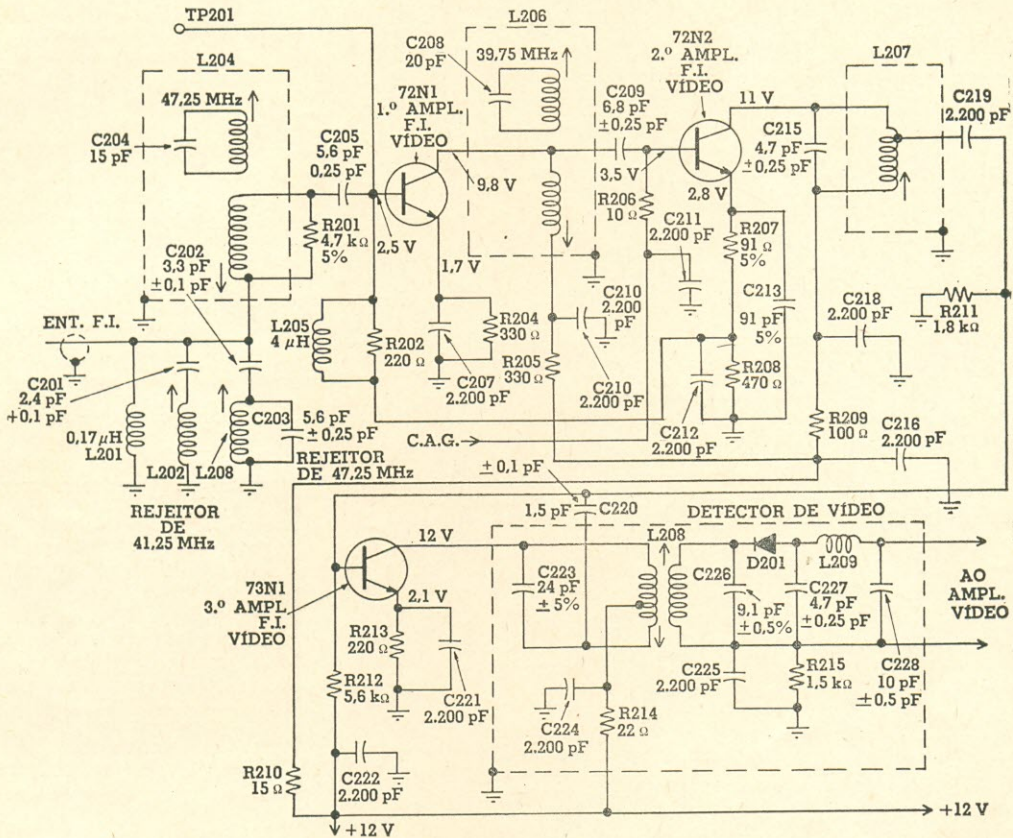 TP201
L204
47,25 MHz
C204
15 pF
C205
5,6 pF
0,25 pF
R201
4,7 kΩ
5%
C202
3,3 pF
±0,1 pF
ENT. F.I.
C201
2,4 pF
+0,1 pF
0,17 µH
L201
L202
L208
C203
5,6 pF
± 0,25 pF
REJEITOR
DE 47,25 MHz
REJEITOR
DE
41,25 MHz
L205
4 µH
R202
220 Ω
2,5 V
72N1
1.º AMPL.
F.I.
VÍDEO
9,8 V
1,7 V
R204
330 Ω
C207
2.200 pF
L206
C208
20 pF
39,75 MHz
C210
2.200
pF
R205
330 Ω
C210
2.200 pF
C.A.G.
C209
6,8 pF
±0,25 pF
3,5 V
R206
10 Ω
C211
2.200 pF
72N2
2.º AMPL.
F.I.
VÍDEO
11 V
2,8 V
R207
91 Ω
5%
C213
91 pF
5%
R208
470 Ω
C212
2.200 pF
C215
4,7 pF
±0,25 pF
L207
C219
2.200 pF
R211
1,8 kΩ
C218
2.200 pF
R209
100 Ω
C216
2.200 pF
± 0,1 pF
1,5 pF
C220
DETECTOR DE VÍDEO
73N1
3.º AMPL
F.I.
VÍDEO
12 V
2,1 V
R213
220 Ω
C221
2.200 pF
R212
5,6 kΩ
C222
2.200 pF
R210
15 Ω
+12 V
C223
24 pF
± 5%
L208
C224
2.200 pF
R214
22 Ω
C225
2.200 pF
C226
9,1 pF
±0,5%
D201
L209
C227
4,7 pF
±0,25 pF
R215
1,5 kΩ
C228
10 pF
±0,5 pF
AO
AMPL.
VÍDEO
+12 V